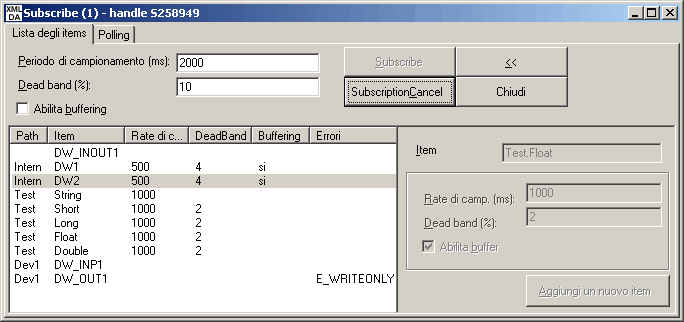 XML DA Subscribe (1) - handle S258949
Lista degli items Polling
Periodo di campionamento (ms): 2000 Subscribe <<
Dead band (%): 10 SubscriptionCancel Chiudi
Abilita buffering
Path Item Rate di c... DeadBand Buffering Errori
DW_INOUT1
Intern DW1 500 4 si
Intern DW2 500 4 si
Test String 1000
Test Short 1000 2
Test Long 1000 2
Test Float 1000 2
Test Double 1000 2
Dev1 DW_INP1
Dev1 DW_OUT1 E_WRITEONLY
Item Test.Float
Rate di camp. (ms): 1000
Dead band (%): 2
Abilita buffer
Aggiungi un nuovo item